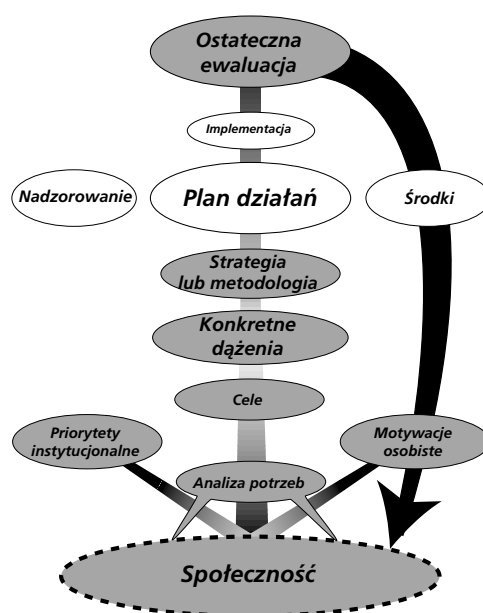 Ostateczna
ewaluacja
Implementacja
Nadzorowanie
Plan działań
Środki
Strategia
lub metodologia
Konkretne
dążenia
Cele
Priorytety
instytucjonalne
Motywacje
osobiste
Analiza potrzeb
Społeczność